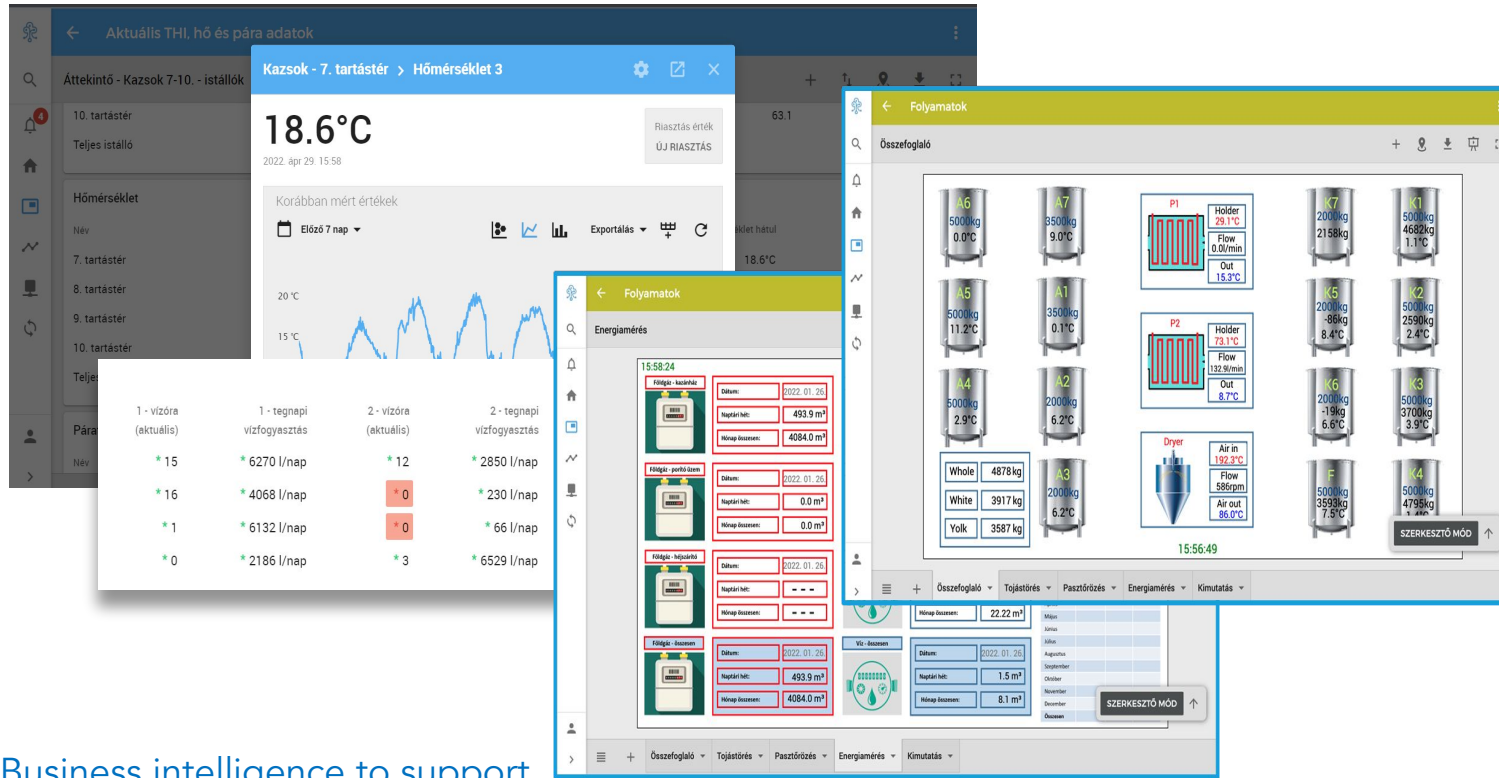 Aktuális THI, hő és pára adatok
Áttekintő - Kazsok 7-10. - istállók
4
10. tartástér
63.1
Teljes istálló
Hőmérséklet
Név
7. tartástér
18.6°C
8. tartástér
9. tartástér
10. tartástér
Név
Kazsok - 7. tartástér > Hőmérséklet 3
18.6°C
2022. ápr 29. 15:58
Riasztás érték
ÚJ RIASZTÁS
Korábban mért értékek
Előző 7 nap
Exportálás
20 °C
15 °C
1 - vízóra (aktuális) 1 - tegnapi vízfogyasztás 2 - vízóra (aktuális) 2 - tegnapi vízfogyasztás
* 15 * 6270 l/nap * 12 * 2850 l/nap
* 16 * 4068 l/nap * 0 * 230 l/nap
* 1 * 6132 l/nap * 0 * 66 l/nap
* 0 * 2186 l/nap * 3 * 6529 l/nap
Folyamatok
Energiamérés
15:58:24
Földgáz - kazánház
Dátum: 2022. 01. 26.
Naptári hét: 493.9 m³
Hónap összesen: 4084.0 m³
Földgáz - porító üzem
Dátum: 2022. 01. 26.
Naptári hét: 0.0 m³
Hónap összesen: 0.0 m³
Földgáz - héjszárító
Dátum: 2022. 01. 26.
Naptári hét: - - -
Hónap összesen: - - -
Hónap összesen: 22.22 m³
Földgáz - összesen
Dátum: 2022. 01. 26.
Naptári hét: 493.9 m³
Hónap összesen: 4084.0 m³
Víz - összesen
Dátum: 2022. 01. 26.
Naptári hét: 1.5 m³
Hónap összesen: 8.1 m³
Május
Június
Július
Augusztus
Szeptember
Október
November
December
Összesen
SZERKESZTŐ MÓD
Összefoglaló Tojástörés Pasztőrözés Energiamérés Kimutatás
Folyamatok
Összefoglaló
A6
5000kg
0.0°C
A7
3500kg
9.0°C
P1
Holder
29.1°C
Flow
0.0l/min
Out
15.3°C
K7
2000kg
2158kg
K1
5000kg
4682kg
1.1°C
A5
5000kg
11.2°C
A1
3500kg
0.1°C
P2
Holder
73.1°C
Flow
132.9l/min
Out
8.7°C
K5
2000kg
-86kg
8.4°C
K2
5000kg
2590kg
2.4°C
A4
5000kg
2.9°C
A2
2000kg
6.2°C
K6
2000kg
-19kg
6.6°C
K3
5000kg
3700kg
3.9°C
Whole 4878 kg
White 3917 kg
Yolk 3587 kg
A3
2000kg
6.2°C
Dryer
Air in
192.3°C
Flow
586rpm
Air out
86.0°C
F
5000kg
3593kg
7.5°C
K4
5000kg
4795kg
15:56:49
SZERKESZTŐ MÓD
Összefoglaló Tojástörés Pasztőrözés Energiamérés Kimutatás
Business intelligence to support